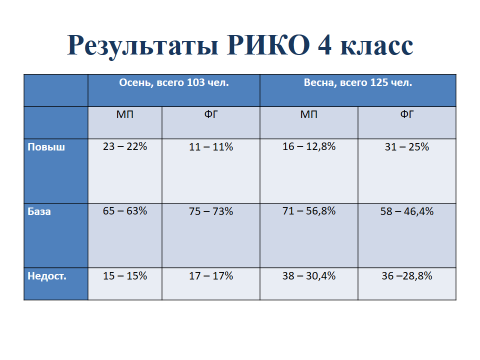 Результаты РИКО 4 класс
Осень, всего 103 чел. Весна, всего 125 чел.
МП ФГ МП ФГ
Повыш 23 – 22% 11 – 11% 16 – 12,8% 31 – 25%
База 65 – 63% 75 – 73% 71 – 56,8% 58 – 46,4%
Недост. 15 – 15% 17 – 17% 38 – 30,4% 36 –28,8%